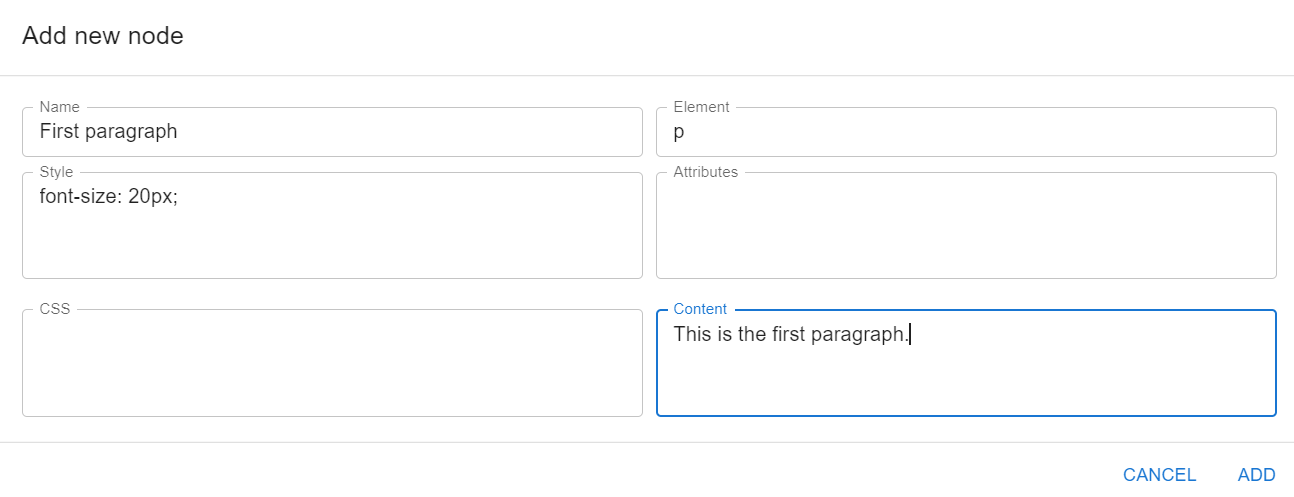 Add new node
Name
First paragraph
Element
p
Style
font-size: 20px;
Attributes
CSS
Content
This is the first paragraph.
CANCEL
ADD